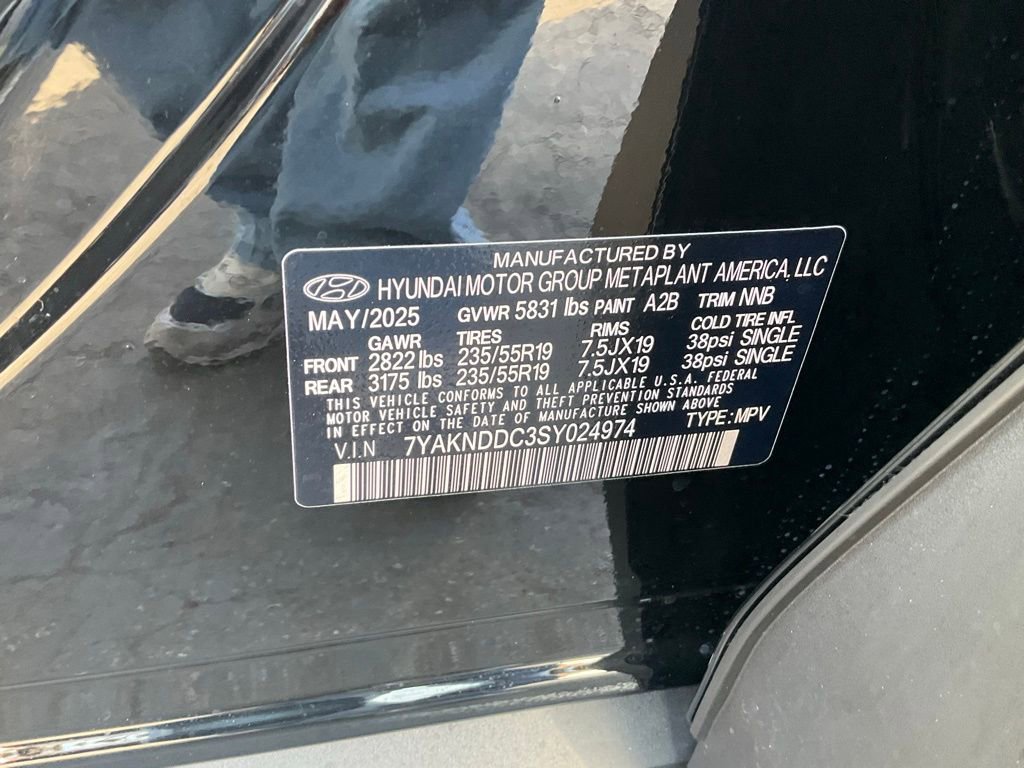 MANUFACTURED BY
HYUNDAI MOTOR GROUP METAPLANT AMERICA, LLC
MAY/2025 GVWR 5831 lbs PAINT A2B TRIM NNB
GAWR TIRES RIMS COLD TIRE INFL
FRONT 2822 lbs 235/55R19 7.5JX19 38psi SINGLE
REAR 3175 lbs 235/55R19 7.5JX19 38psi SINGLE
THIS VEHICLE CONFORMS TO ALL APPLICABLE U.S.A. FEDERAL
MOTOR VEHICLE SAFETY AND THEFT PREVENTION STANDARDS
IN EFFECT ON THE DATE OF MANUFACTURE SHOWN ABOVE
V.I.N 7YAKNDDC3SY024974 TYPE: MPV